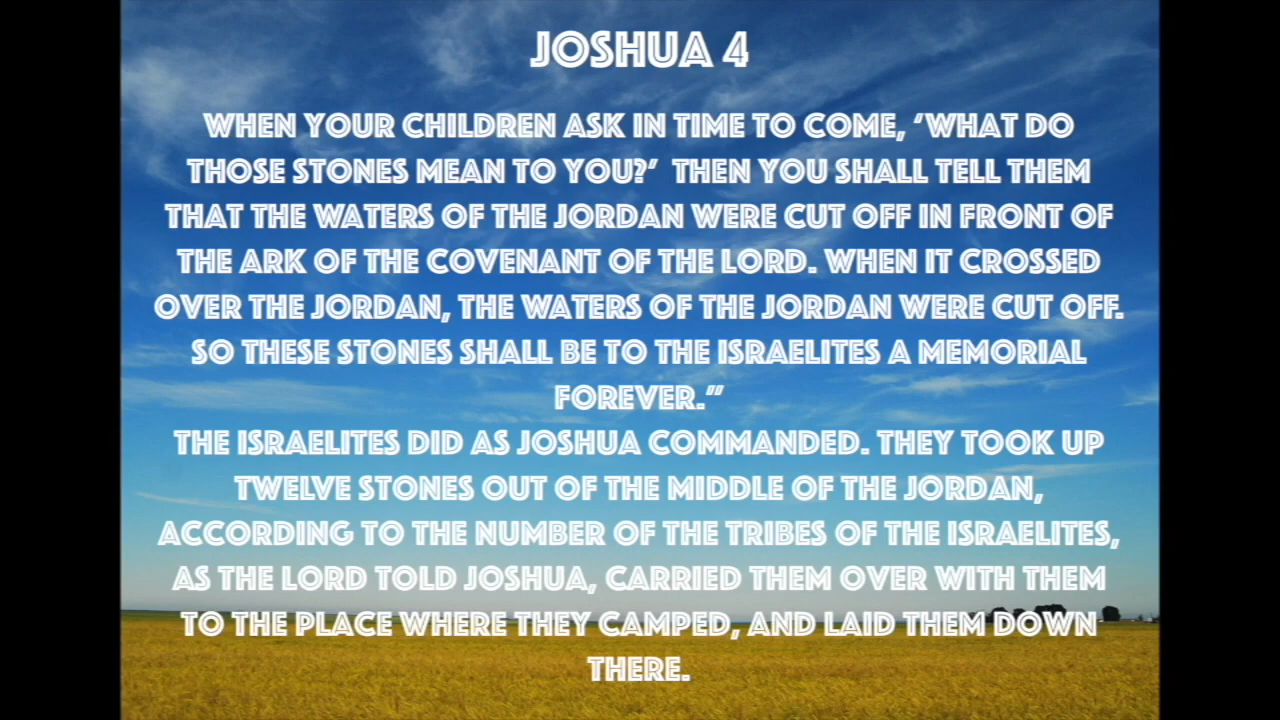 JOSHUA 4
WHEN YOUR CHILDREN ASK IN TIME TO COME, ‘WHAT DO
THOSE STONES MEAN TO YOU?’ THEN YOU SHALL TELL THEM
THAT THE WATERS OF THE JORDAN WERE CUT OFF IN FRONT OF
THE ARK OF THE COVENANT OF THE LORD. WHEN IT CROSSED
OVER THE JORDAN, THE WATERS OF THE JORDAN WERE CUT OFF.
SO THESE STONES SHALL BE TO THE ISRAELITES A MEMORIAL
FOREVER.”
THE ISRAELITES DID AS JOSHUA COMMANDED. THEY TOOK UP
TWELVE STONES OUT OF THE MIDDLE OF THE JORDAN,
ACCORDING TO THE NUMBER OF THE TRIBES OF THE ISRAELITES,
AS THE LORD TOLD JOSHUA, CARRIED THEM OVER WITH THEM
TO THE PLACE WHERE THEY CAMPED, AND LAID THEM DOWN
THERE.